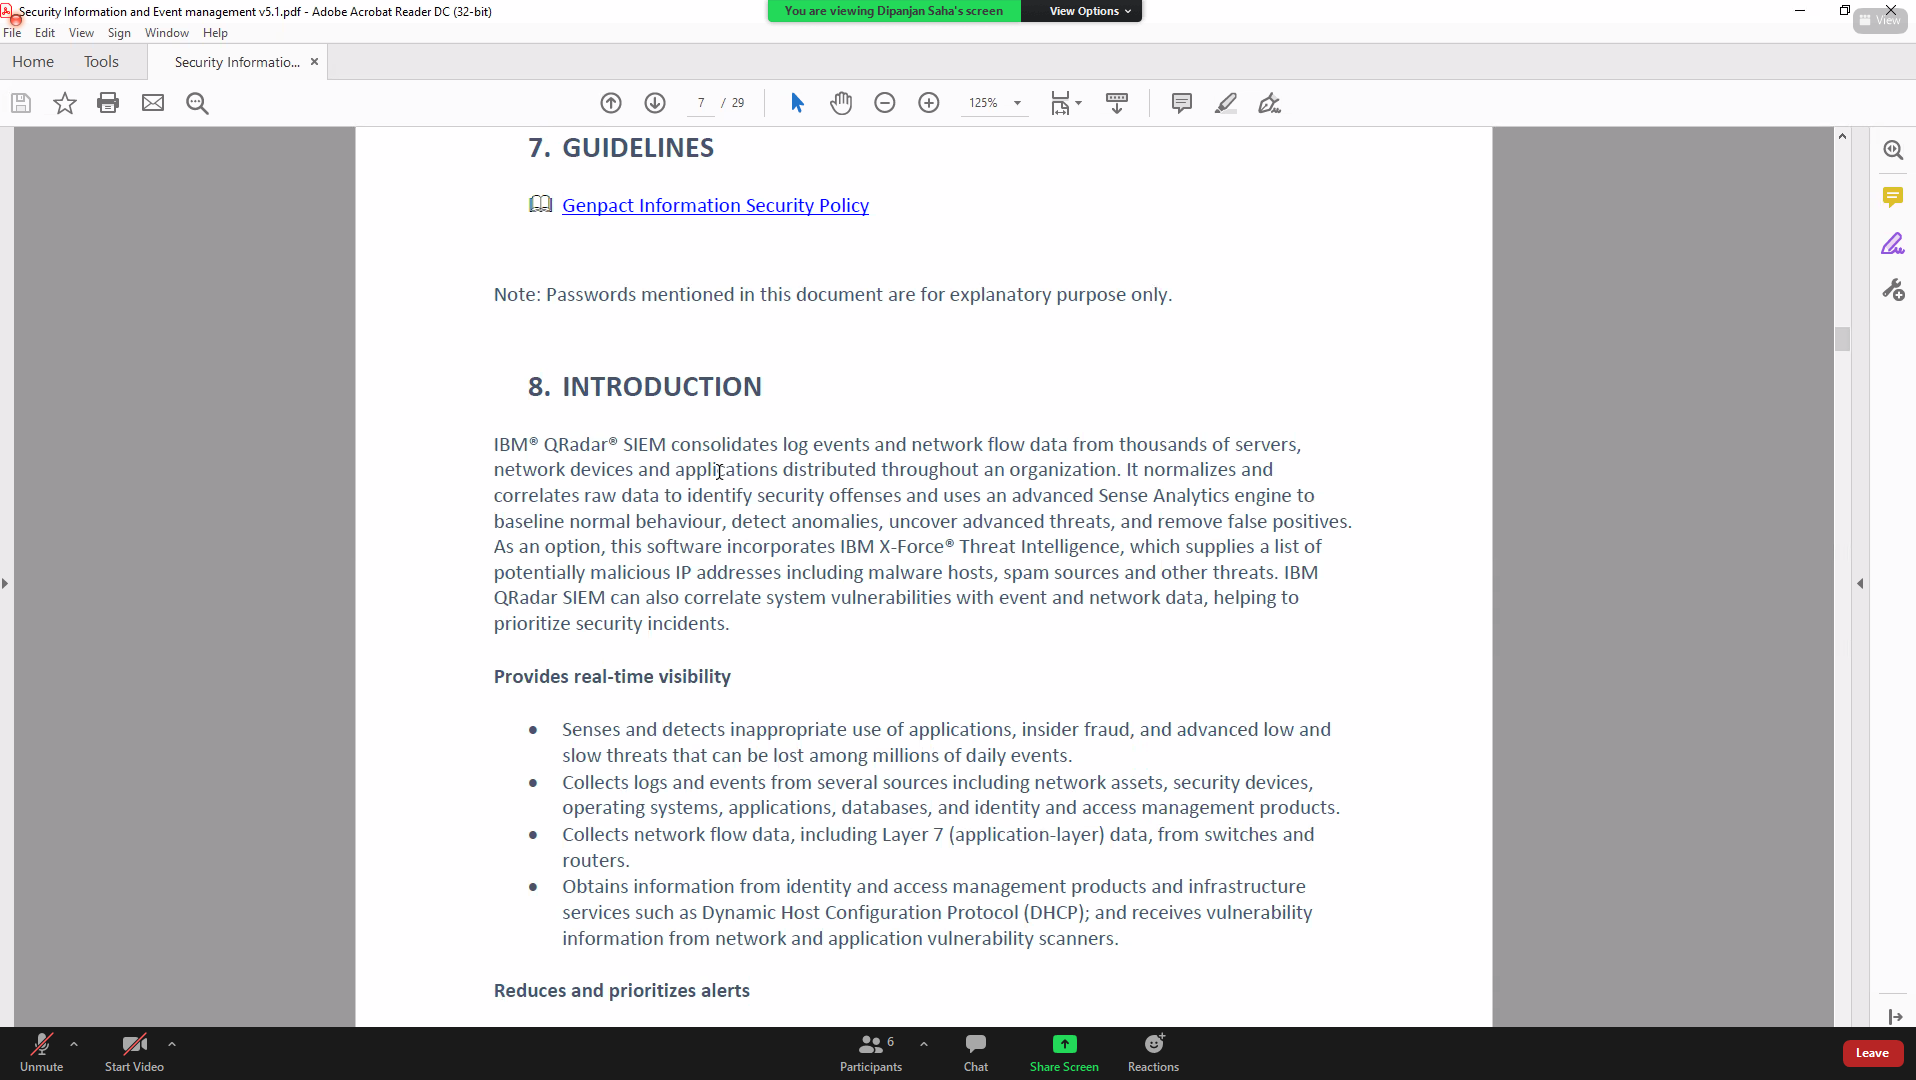 Security Information and Event management v5.1.pdf - Adobe Acrobat Reader DC (32-bit)
You are viewing Dipanjan Saha's screen
View Options
View
File Edit View Sign Window Help
Home Tools Security Informatio... ×
7 / 29
125%
7. GUIDELINES
Genpact Information Security Policy
Note: Passwords mentioned in this document are for explanatory purpose only.
8. INTRODUCTION
IBM® QRadar® SIEM consolidates log events and network flow data from thousands of servers,
network devices and applications distributed throughout an organization. It normalizes and
correlates raw data to identify security offenses and uses an advanced Sense Analytics engine to
baseline normal behaviour, detect anomalies, uncover advanced threats, and remove false positives.
As an option, this software incorporates IBM X-Force® Threat Intelligence, which supplies a list of
potentially malicious IP addresses including malware hosts, spam sources and other threats. IBM
QRadar SIEM can also correlate system vulnerabilities with event and network data, helping to
prioritize security incidents.
Provides real-time visibility
• Senses and detects inappropriate use of applications, insider fraud, and advanced low and
slow threats that can be lost among millions of daily events.
• Collects logs and events from several sources including network assets, security devices,
operating systems, applications, databases, and identity and access management products.
• Collects network flow data, including Layer 7 (application-layer) data, from switches and
routers.
• Obtains information from identity and access management products and infrastructure
services such as Dynamic Host Configuration Protocol (DHCP); and receives vulnerability
information from network and application vulnerability scanners.
Reduces and prioritizes alerts
Unmute Start Video Participants 6 Chat Share Screen Reactions Leave